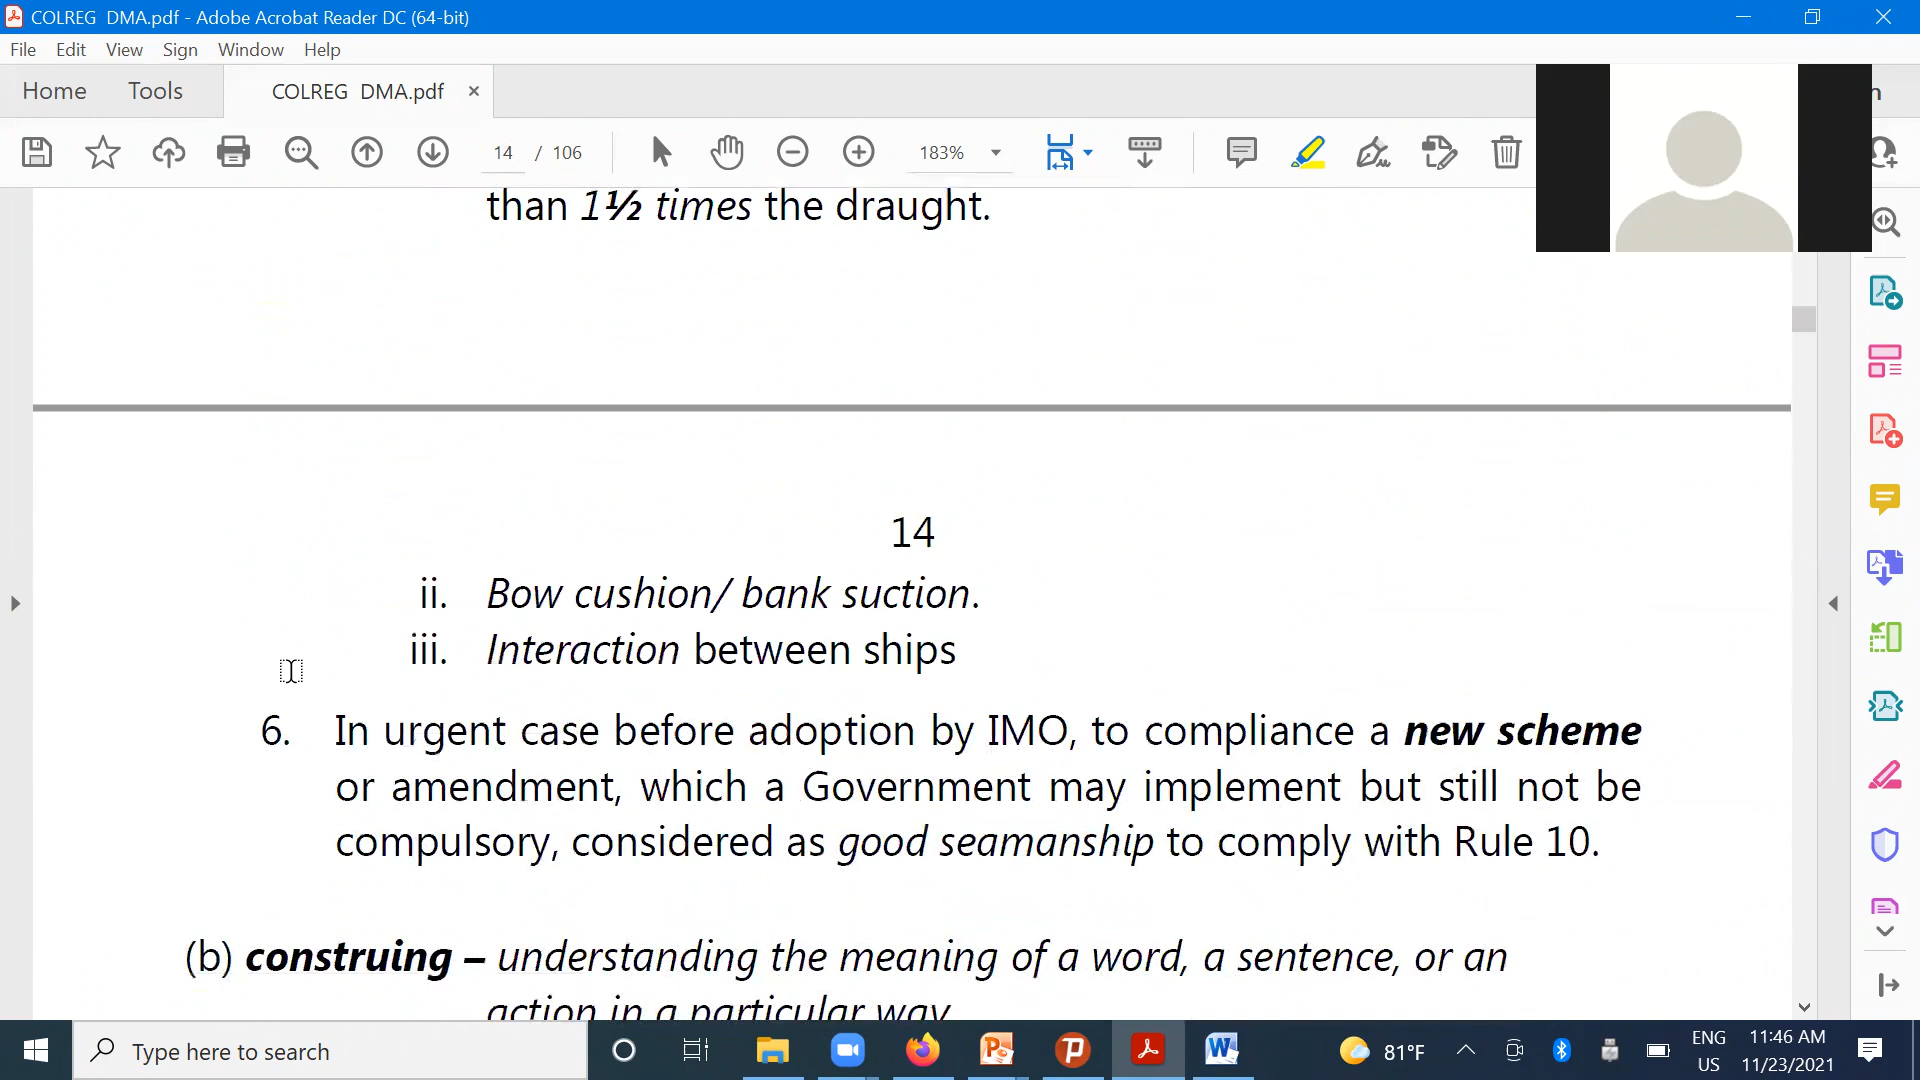 COLREG DMA.pdf - Adobe Acrobat Reader DC (64-bit)
File Edit View Sign Window Help
Home Tools COLREG DMA.pdf ×
14 / 106 183%
than 1½ times the draught.
14
ii. Bow cushion/ bank suction.
iii. Interaction between ships
6. In urgent case before adoption by IMO, to compliance a new scheme
or amendment, which a Government may implement but still not be
compulsory, considered as good seamanship to comply with Rule 10.
(b) construing – understanding the meaning of a word, a sentence, or an
action in a particular way
Type here to search
81°F
ENG
US
11:46 AM
11/23/2021